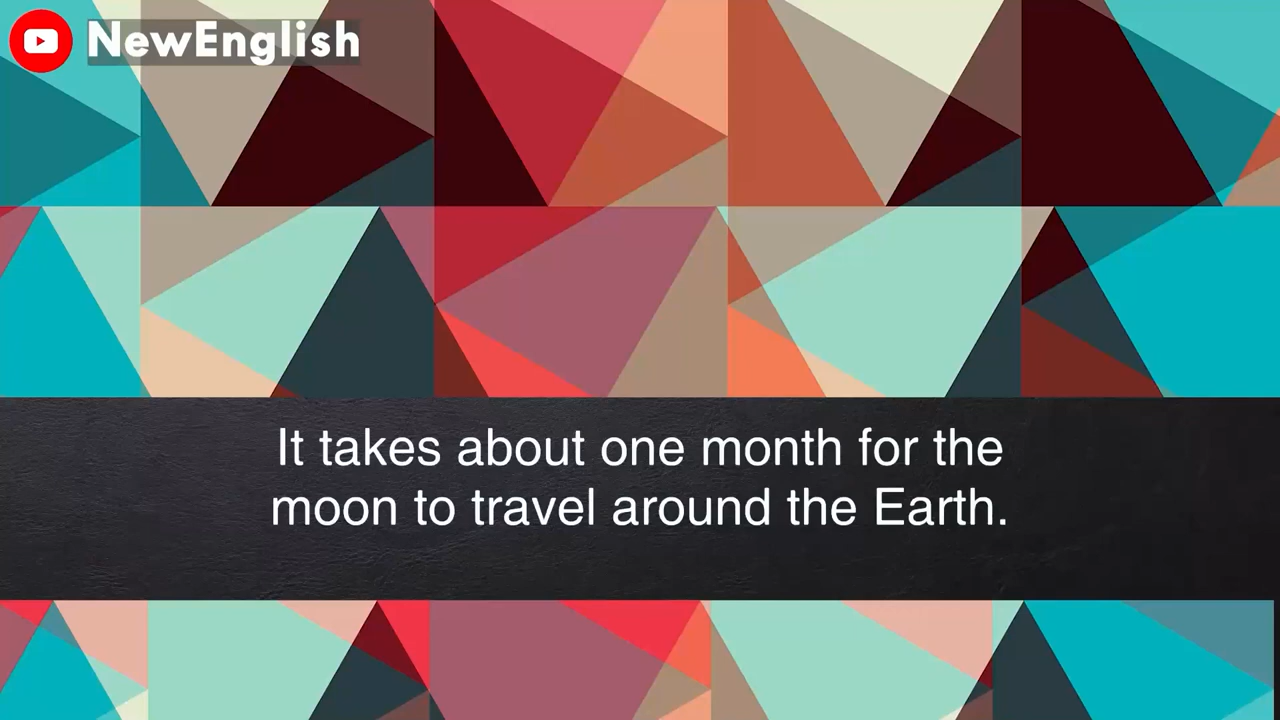 NewEnglish
It takes about one month for the
moon to travel around the Earth.